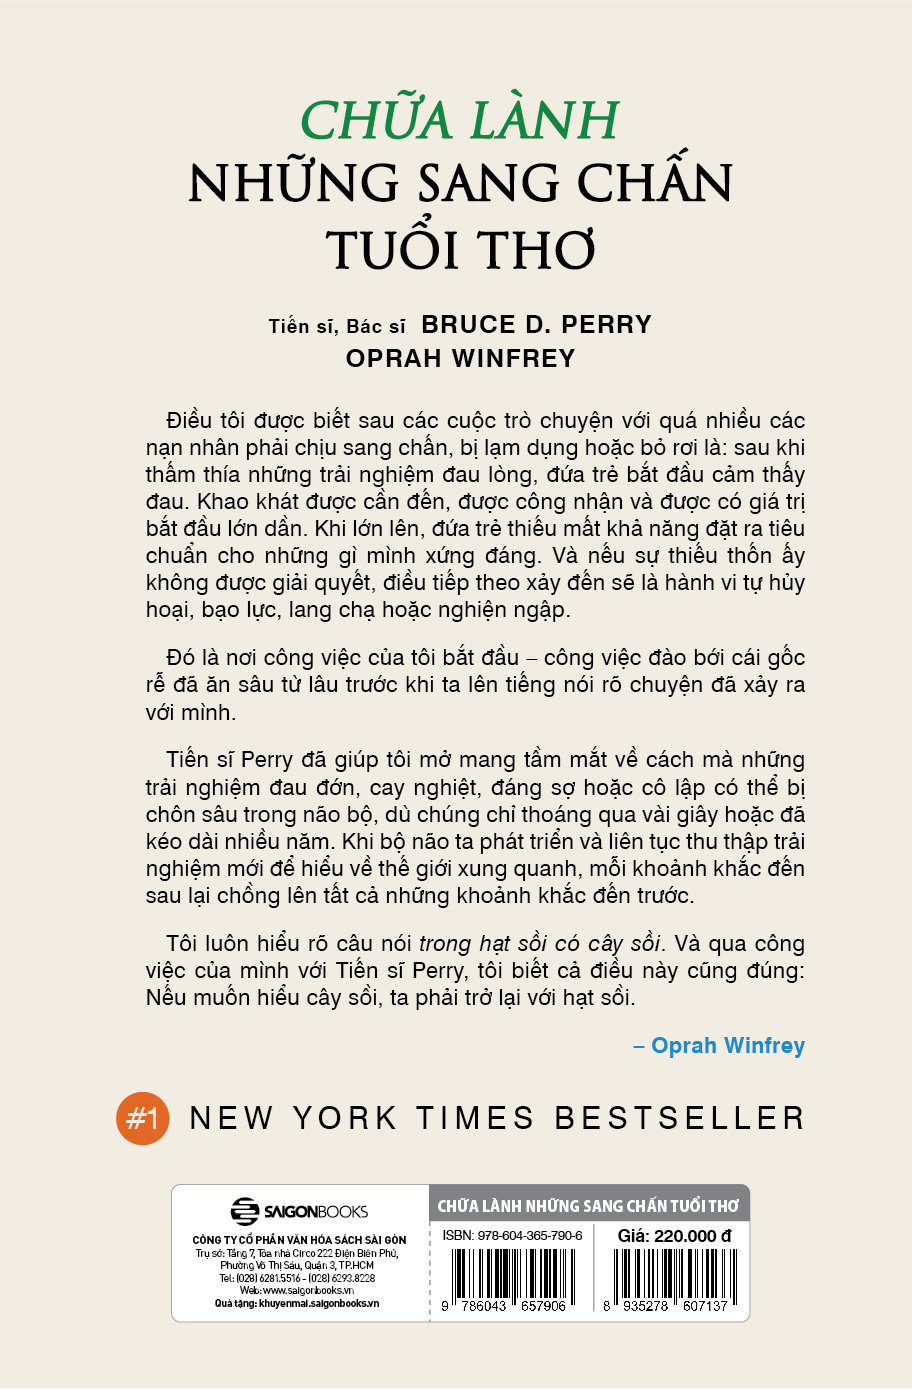 CHỮA LÀNH
NHỮNG SANG CHẤN
TUỔI THƠ
Tiến sĩ, Bác sĩ BRUCE D. PERRY
OPRAH WINFREY
Điều tôi được biết sau các cuộc trò chuyện với quá nhiều các
nạn nhân phải chịu sang chấn, bị lạm dụng hoặc bỏ rơi là: sau khi
thấm thía những trải nghiệm đau lòng, đứa trẻ bắt đầu cảm thấy
đau. Khao khát được cần đến, được công nhận và được có giá trị
bắt đầu lớn dần. Khi lớn lên, đứa trẻ thiếu mất khả năng đặt ra tiêu
chuẩn cho những gì mình xứng đáng. Và nếu sự thiếu thốn ấy
không được giải quyết, điều tiếp theo xảy đến sẽ là hành vi tự hủy
hoại, bạo lực, lang chạ hoặc nghiện ngập.
Đó là nơi công việc của tôi bắt đầu – công việc đào bới cái gốc
rễ đã ăn sâu từ lâu trước khi ta lên tiếng nói rõ chuyện đã xảy ra
với mình.
Tiến sĩ Perry đã giúp tôi mở mang tầm mắt về cách mà những
trải nghiệm đau đớn, cay nghiệt, đáng sợ hoặc cô lập có thể bị
chôn sâu trong não bộ, dù chúng chỉ thoáng qua vài giây hoặc đã
kéo dài nhiều năm. Khi bộ não ta phát triển và liên tục thu thập trải
nghiệm mới để hiểu về thế giới xung quanh, mỗi khoảnh khắc đến
sau lại chồng lên tất cả những khoảnh khắc đến trước.
Tôi luôn hiểu rõ câu nói trong hạt sồi có cây sồi. Và qua công
việc của mình với Tiến sĩ Perry, tôi biết cả điều này cũng đúng:
Nếu muốn hiểu cây sồi, ta phải trở lại với hạt sồi.
– Oprah Winfrey
#1 NEW YORK TIMES BESTSELLER
SAIGONBOOKS
CÔNG TY CỔ PHẦN VĂN HÓA SÁCH SÀI GÒN
Trụ sở: Tầng 7, Tòa nhà Circo 222 Điện Biên Phủ,
Phường Võ Thị Sáu, Quận 3, TP.HCM
Tel: (028) 6281.5516 - (028) 6293.8228
Web: www.saigonbooks.vn
Quà tặng: khuyenmai.saigonbooks.vn
CHỮA LÀNH NHỮNG SANG CHẤN TUỔI THƠ
ISBN: 978-604-365-790-6
9 786043 657906
Giá: 220.000 đ
8 935278 607137